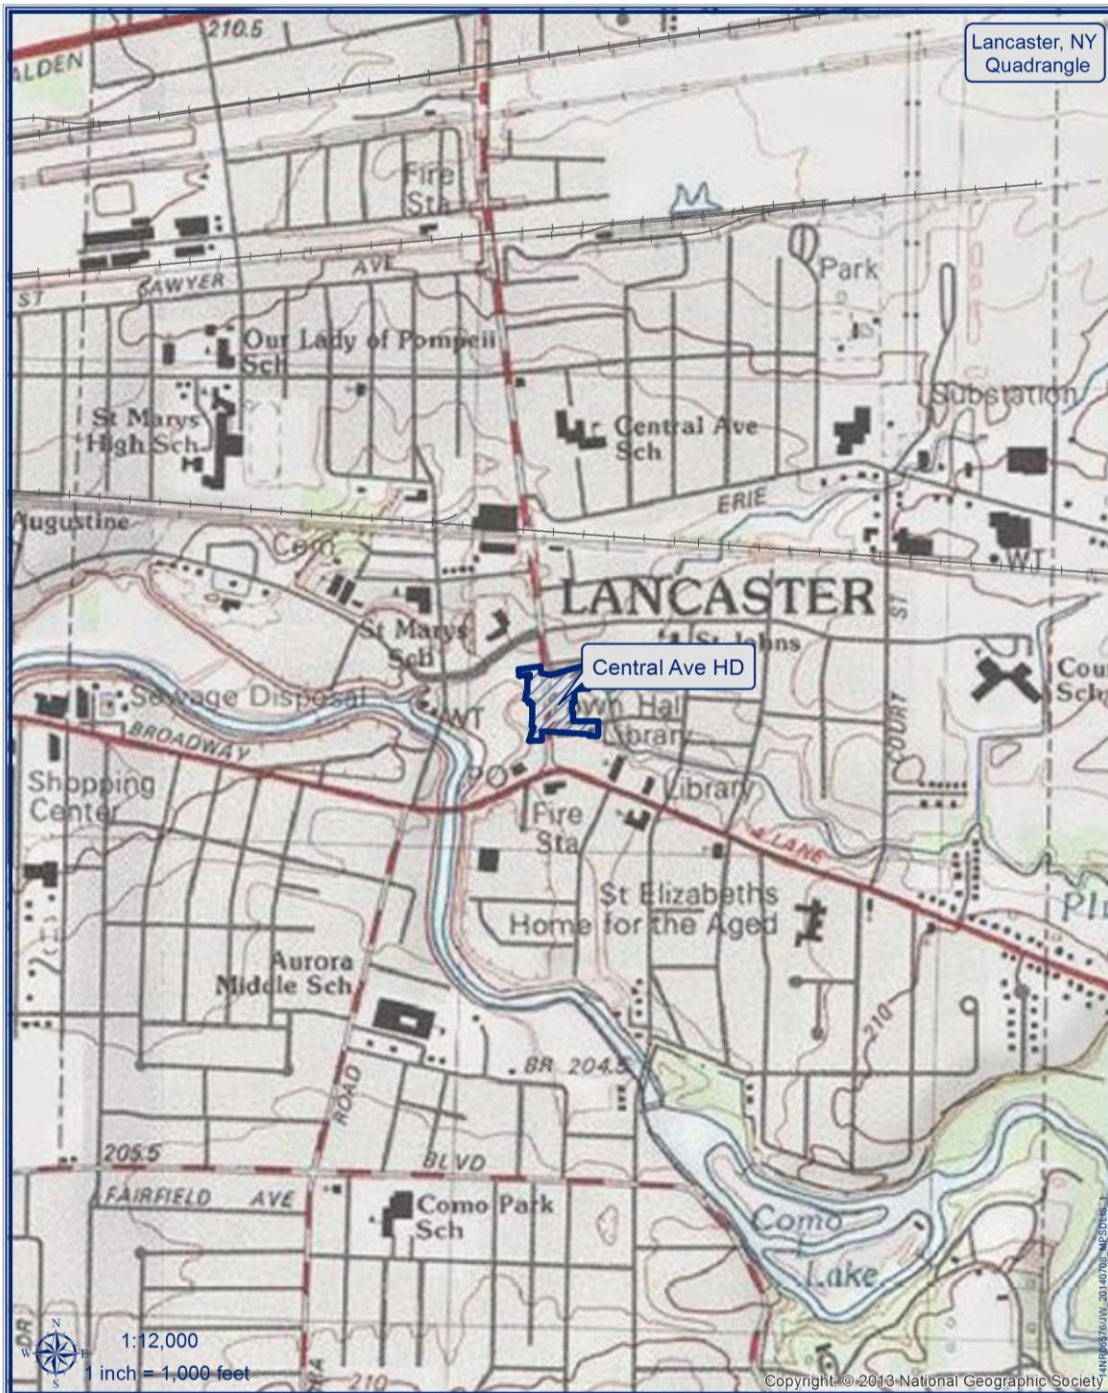 210.5
Lancaster, NY
Quadrangle
ALDEN
Fire
Sta
Park
ST
SAWYER
AVE
Our Lady of Pompeii
Sch
Substation
St Marys
High Sch
Central Ave
Sch
ERIE
Augustine
Cem
WT
LANCASTER
ST
St Marys
Sch
St Johns
Central Ave HD
Sewage Disposal
WT
Library
COURT
BROADWAY
PO
Shopping
Center
Library
Fire
Sta
4 LANE
St Elizabeths
Home for the Aged
Aurora
Middle Sch
210
BR 204.5
ROAD
205.5
BLVD
FAIRFIELD AVE
Como Park
Sch
Como
Lake
DR
N
W
E
S
1:12,000
1 inch = 1,000 feet
210
Copyright:© 2013 National Geographic Society